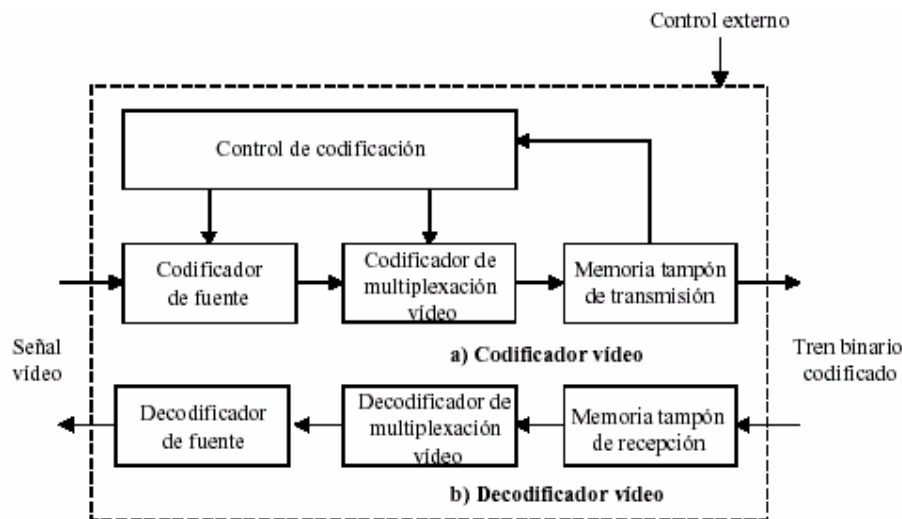 Control externo
Control de codificación
Codificador
de fuente
Codificador de
multiplexación
vídeo
Memoria tampón
de transmisión
a) Codificador vídeo
Señal
vídeo
Tren binario
codificado
Decodificador
de fuente
Decodificador de
multiplexación
vídeo
Memoria tampón
de recepción
b) Decodificador vídeo